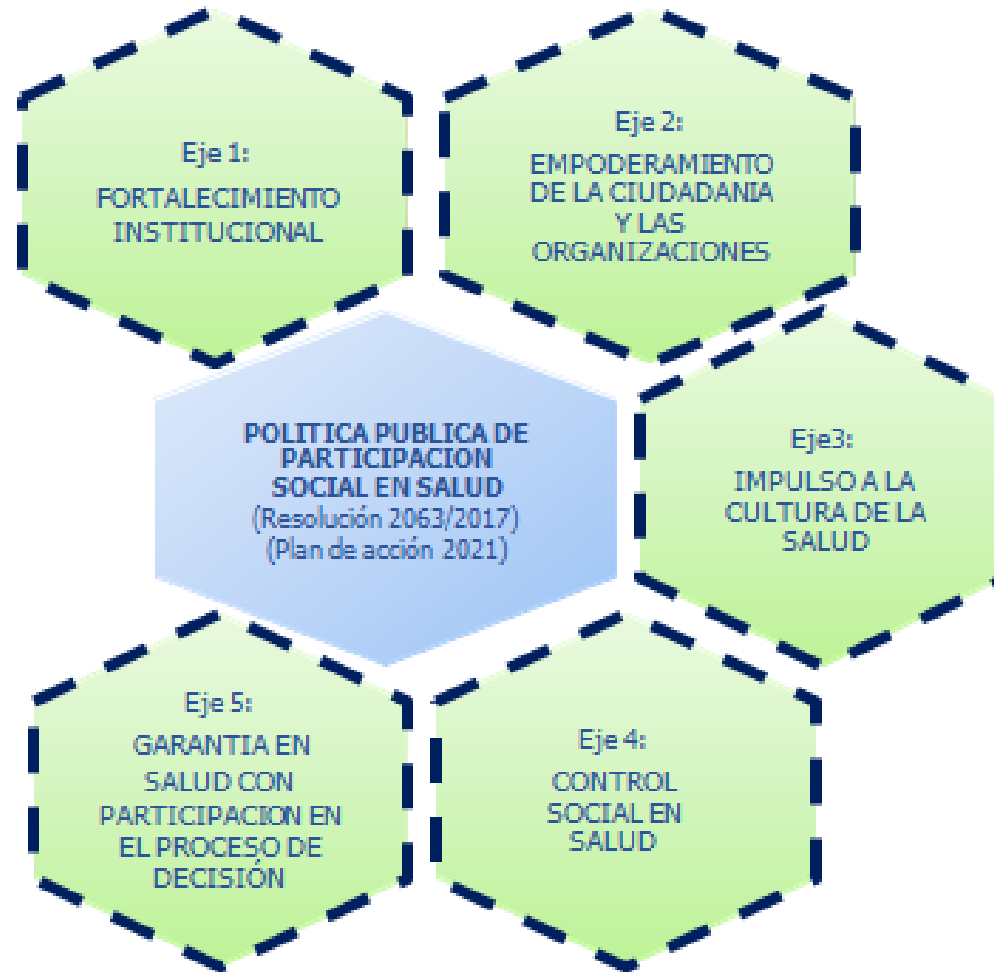 Eje 1:
FORTALECIMIENTO
INSTITUCIONAL
Eje 2:
EMPODERAMIENTO
DE LA CIUDADANIA
Y LAS
ORGANIZACIONES
POLITICA PUBLICA DE
PARTICIPACION
SOCIAL EN SALUD
(Resolución 2063/2017)
(Plan de acción 2021)
Eje3:
IMPULSO A LA
CULTURA DE LA
SALUD
Eje 5:
GARANTIA EN
SALUD CON
PARTICIPACION EN
EL PROCESO DE
DECISIÓN
Eje 4:
CONTROL
SOCIAL EN
SALUD